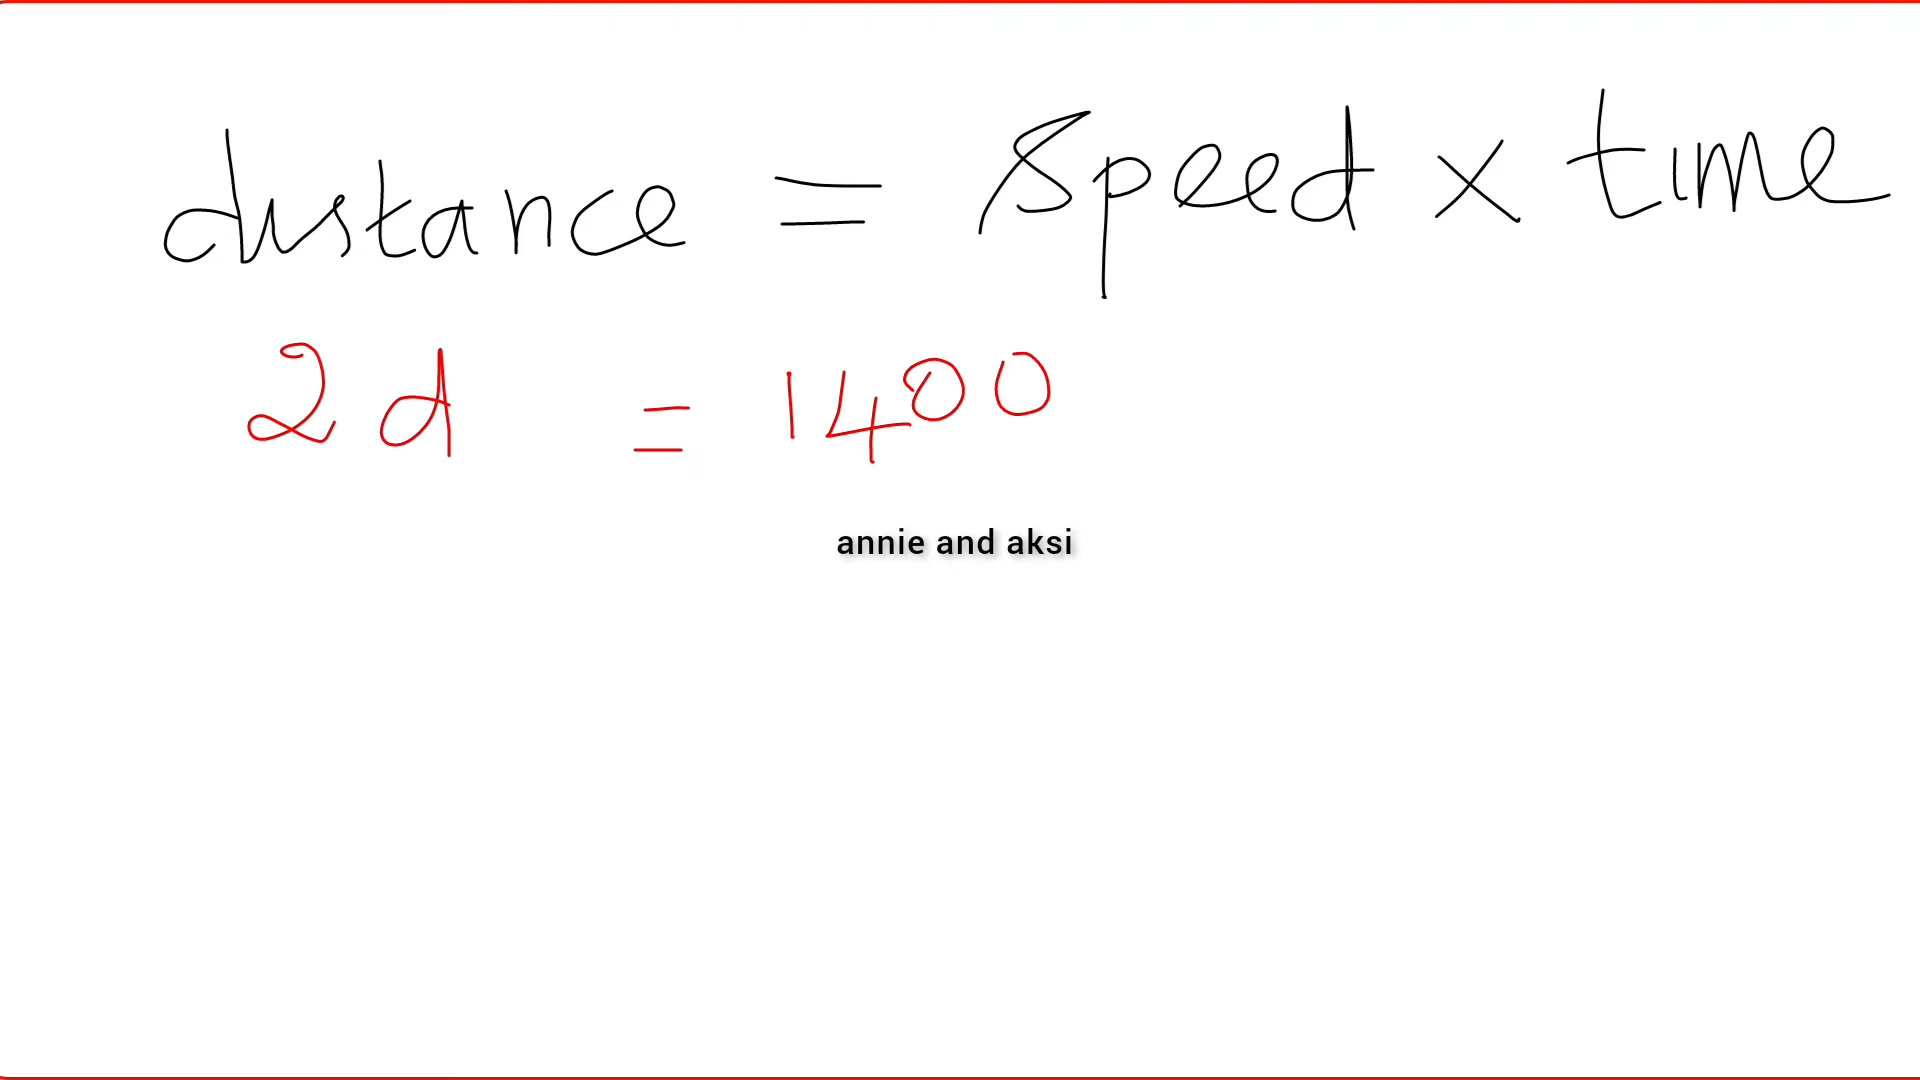 distance = Speed × time
2d = 1400
annie and aksi